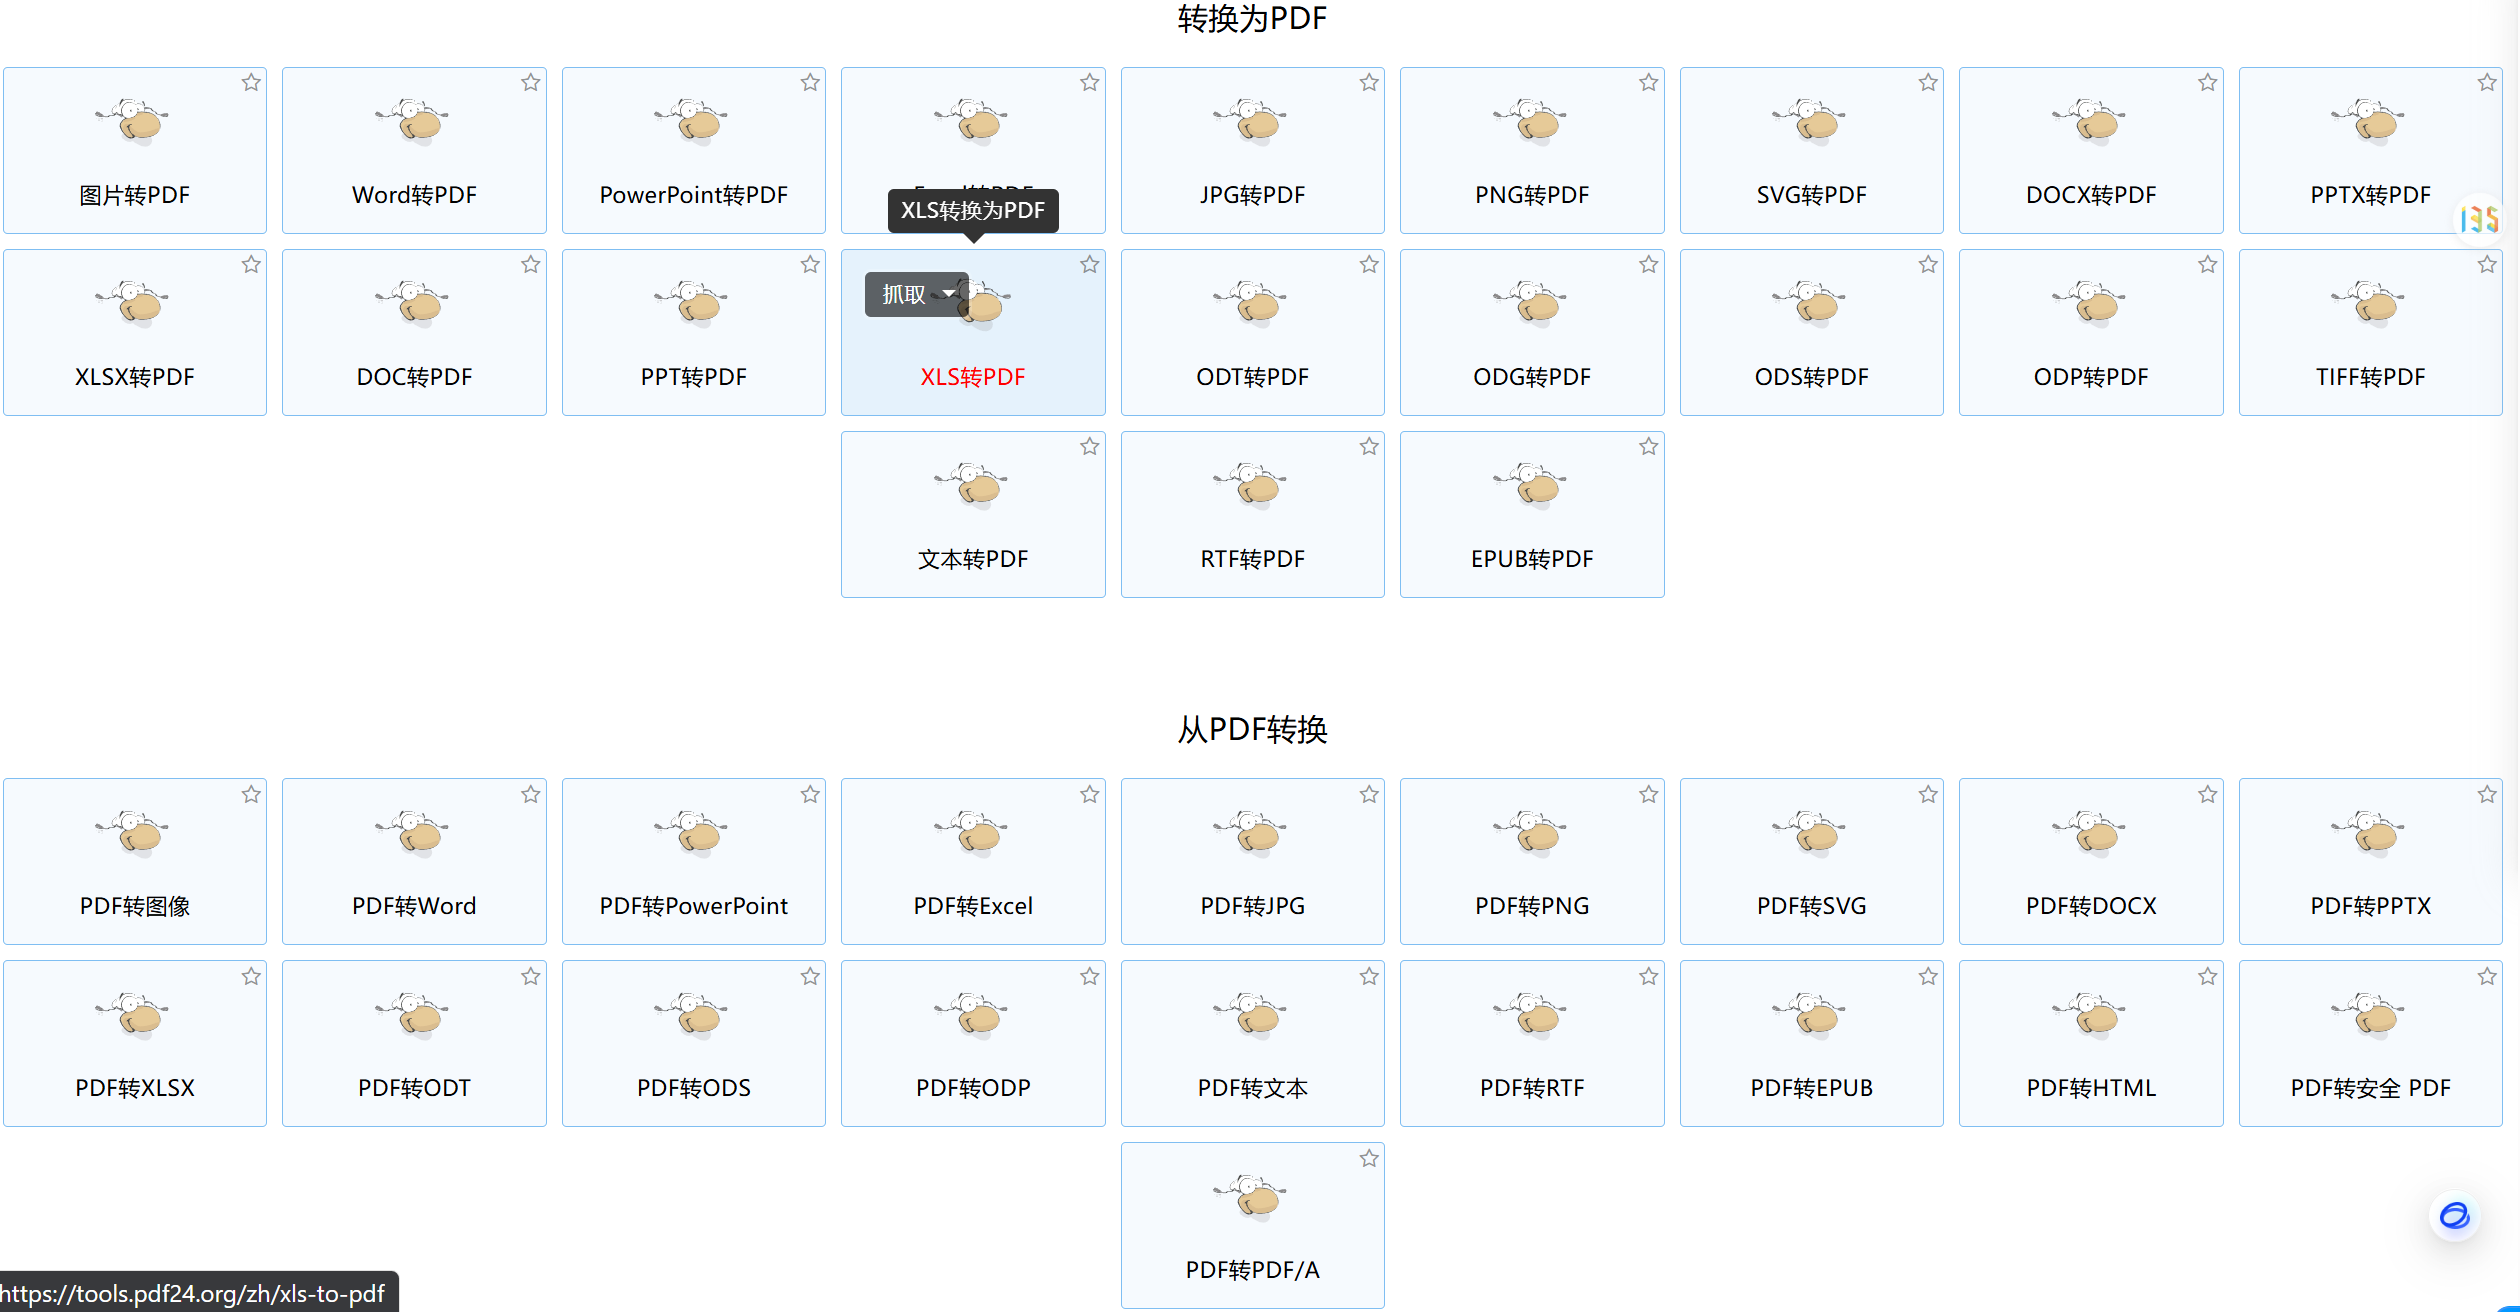 转换为PDF
图片转PDF
Word转PDF
PowerPoint转PDF
JPG转PDF
PNG转PDF
SVG转PDF
DOCX转PDF
PPTX转PDF
XLS转换为PDF
135
抓取
XLSX转PDF
DOC转PDF
PPT转PDF
XLS转PDF
ODT转PDF
ODG转PDF
ODS转PDF
ODP转PDF
TIFF转PDF
文本转PDF
RTF转PDF
EPUB转PDF
从PDF转换
PDF转图像
PDF转Word
PDF转PowerPoint
PDF转Excel
PDF转JPG
PDF转PNG
PDF转SVG
PDF转DOCX
PDF转PPTX
PDF转XLSX
PDF转ODT
PDF转ODS
PDF转ODP
PDF转文本
PDF转RTF
PDF转EPUB
PDF转HTML
PDF转安全 PDF
PDF转PDF/A
https://tools.pdf24.org/zh/xls-to-pdf